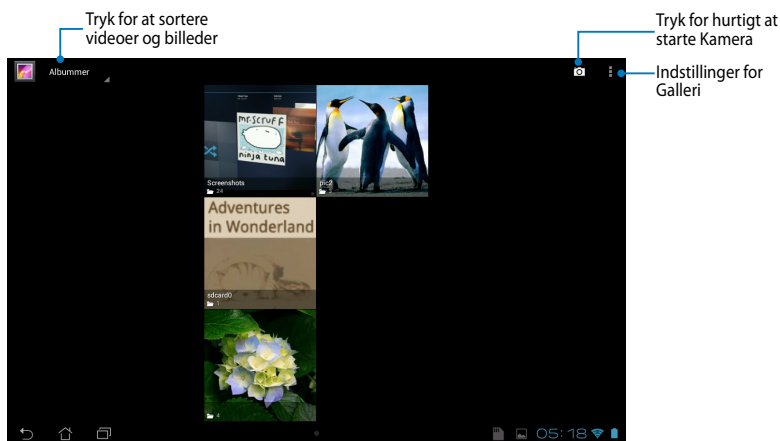 Tryk for at sortere
videoer og billeder
Tryk for hurtigt at
starte Kamera
Indstillinger for
Galleri
Albummer
mr.scruff
ninja tuna
Screenshots
24
pic2
Adventures
in Wonderland
sdcard0
1
4
05:18